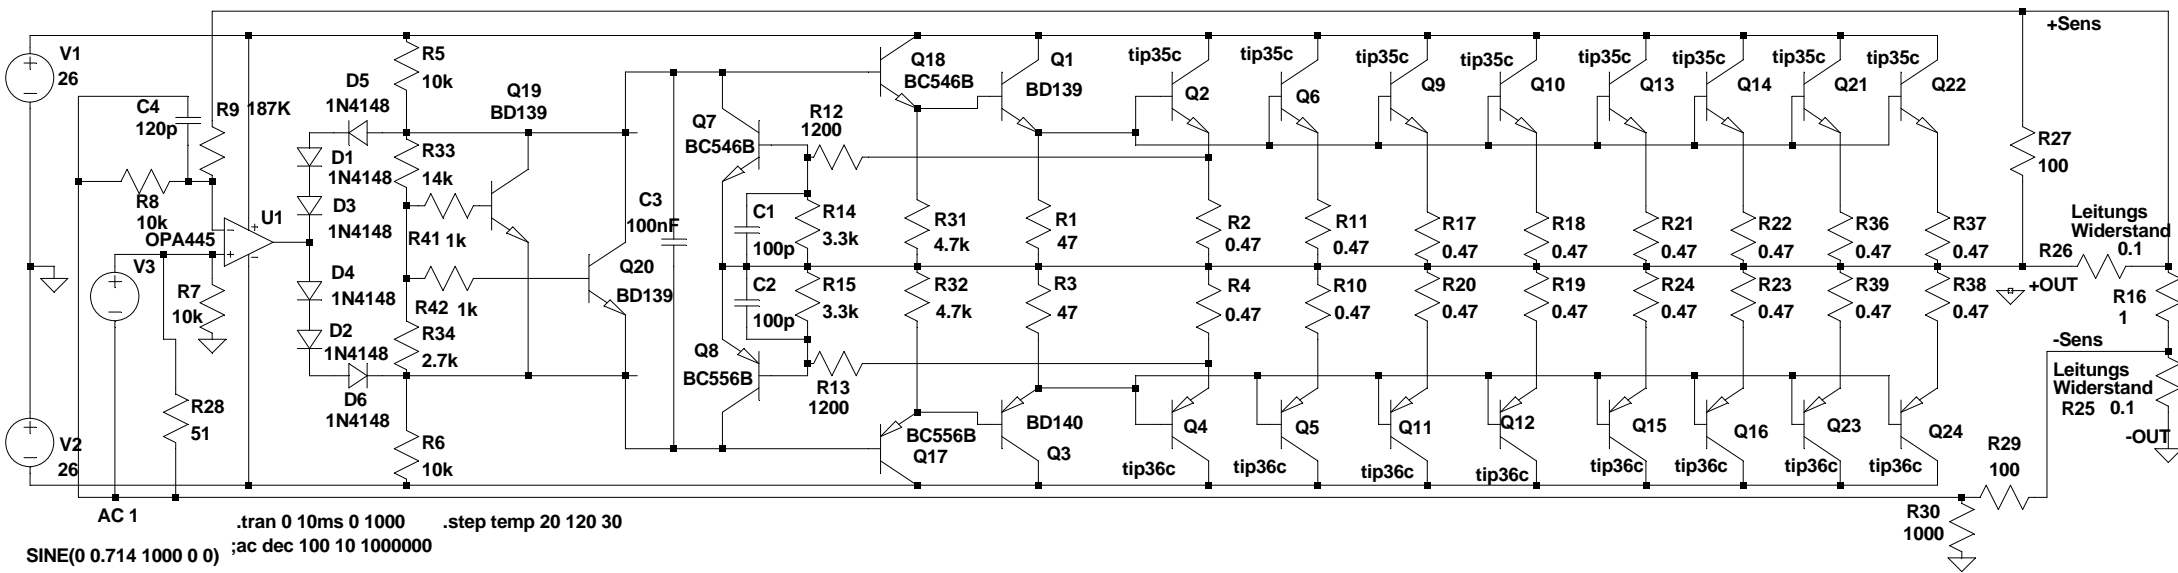 +Sens
V1
26
R5
10k
Q18
BC546B
Q1
BD139
tip35c
Q2
tip35c
Q6
tip35c
Q9
tip35c
Q10
tip35c
Q13
tip35c
Q14
tip35c
Q21
tip35c
Q22
D5
1N4148
Q19
BD139
C4
120p
R9 187K
Q7
BC546B
R12
1200
R27
100
D1
1N4148
R33
14k
D3
1N4148
R8
10k
U1
OPA445
R41 1k
C3
100nF
C1
100p
R14
3.3k
R31
4.7k
R1
47
R2
0.47
R11
0.47
R17
0.47
R18
0.47
R21
0.47
R22
0.47
R36
0.47
R37
0.47
Leitungs
Widerstand
0.1
R26
+OUT
V3
R7
10k
D4
1N4148
R42 1k
Q20
BD139
C2
100p
R15
3.3k
R32
4.7k
R3
47
R4
0.47
R10
0.47
R20
0.47
R19
0.47
R24
0.47
R23
0.47
R39
0.47
R38
0.47
R16
1
D2
1N4148
R34
2.7k
Q8
BC556B
R13
1200
-Sens
Leitungs
Widerstand
R25 0.1
-OUT
D6
1N4148
R28
51
V2
26
R6
10k
BC556B
Q17
BD140
Q3
Q4
tip36c
Q5
tip36c
Q11
tip36c
Q12
tip36c
Q15
tip36c
Q16
tip36c
Q23
tip36c
Q24
tip36c
R29
100
R30
1000
AC 1
SINE(0 0.714 1000 0 0)
.tran 0 10ms 0 1000
.step temp 20 120 30
;ac dec 100 10 1000000